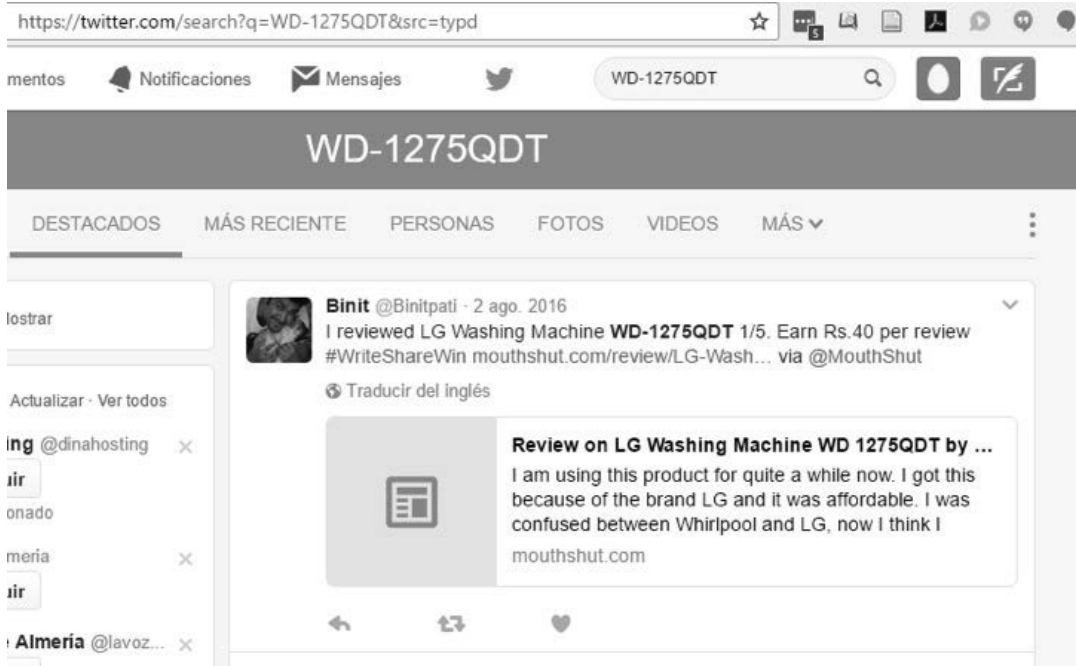 https://twitter.com/search?q=WD-1275QDT&src=typd
5
mentos Notificaciones Mensajes WD-1275QDT
WD-1275QDT
DESTACADOS MÁS RECIENTE PERSONAS FOTOS VIDEOS MÁS
lostrar
Actualizar · Ver todos
ing @dinahosting
uir
onado
meria
uir
e Almería @lavoz...
Binit @Binitpati · 2 ago. 2016
I reviewed LG Washing Machine WD-1275QDT 1/5. Earn Rs.40 per review
#WriteShareWin mouthshut.com/review/LG-Wash... via @MouthShut
Traducir del inglés
Review on LG Washing Machine WD 1275QDT by ...
I am using this product for quite a while now. I got this
because of the brand LG and it was affordable. I was
confused between Whirlpool and LG, now I think I
mouthshut.com